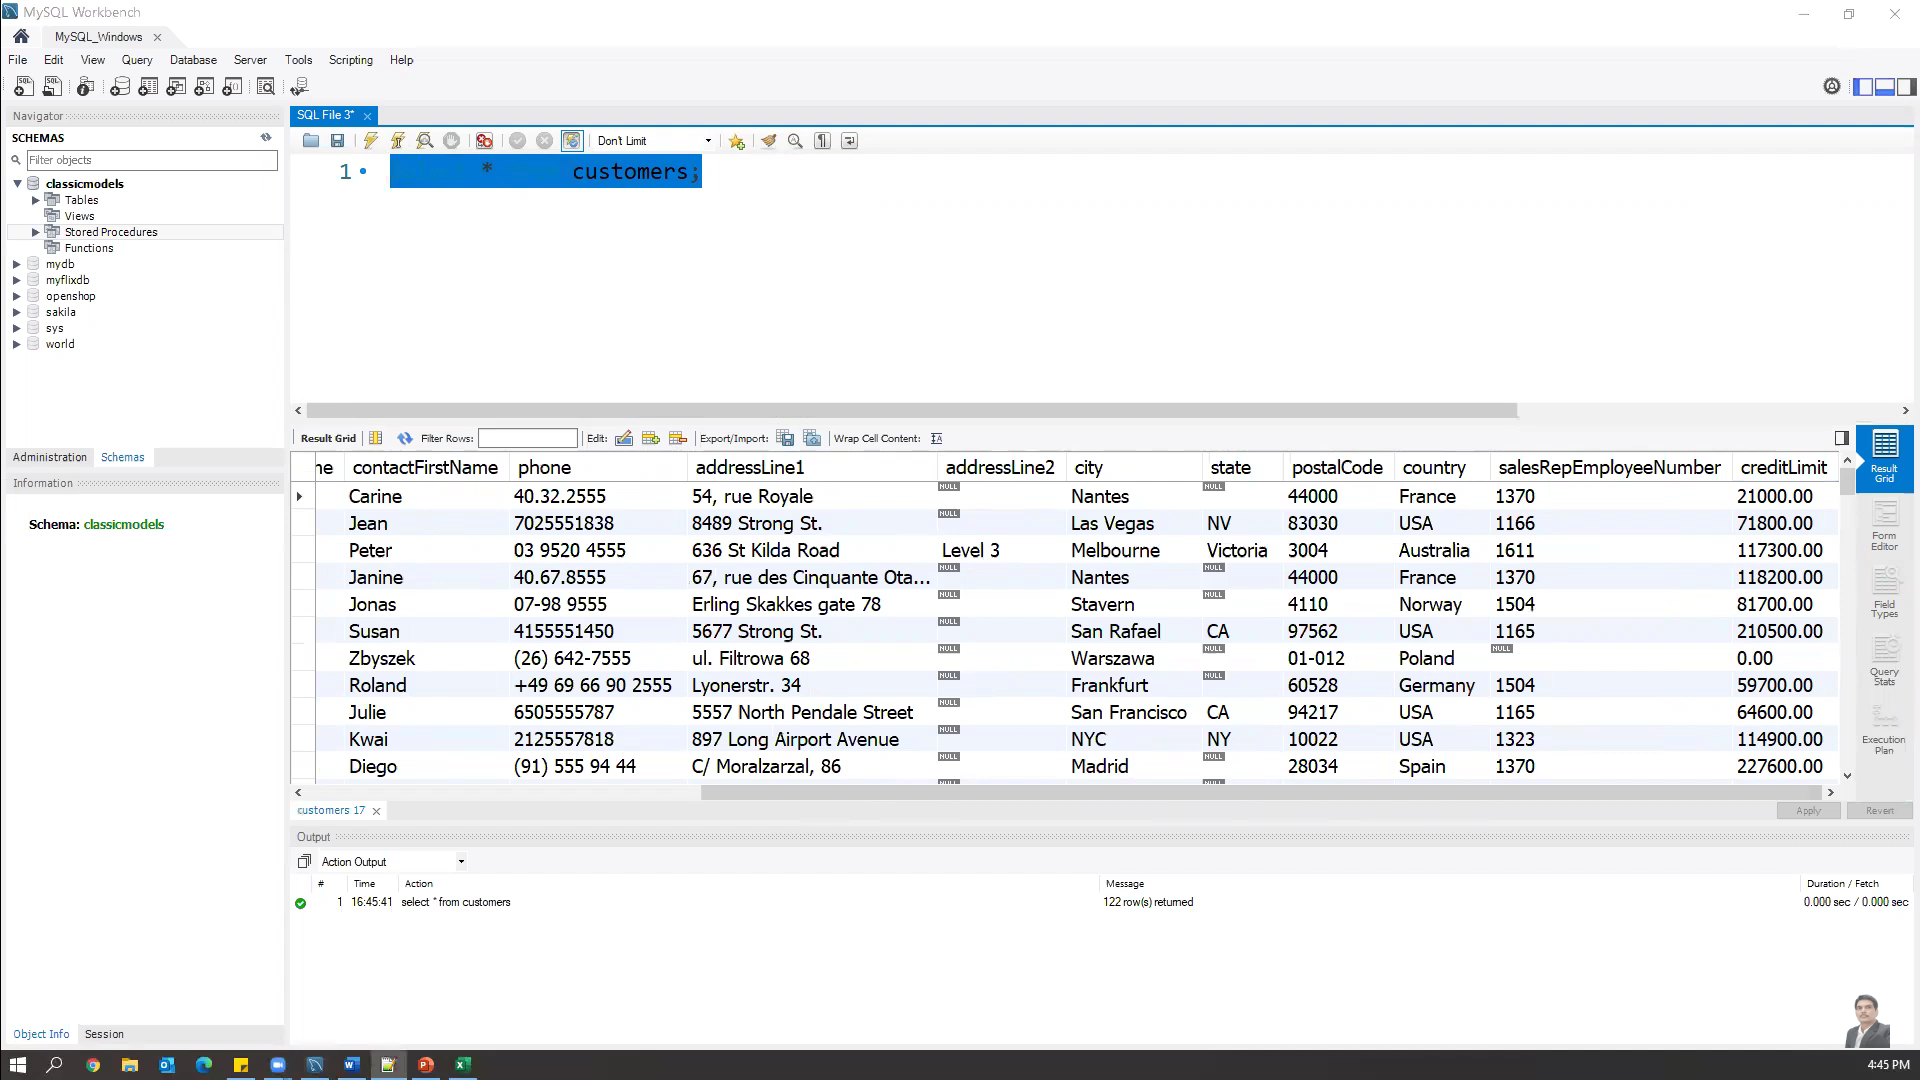 MySQL Workbench
MySQL_Windows
File Edit View Query Database Server Tools Scripting Help
Navigator
SCHEMAS
Filter objects
classicmodels
Tables
Views
Stored Procedures
Functions
mydb
myflixdb
openshop
sakila
sys
world
Administration Schemas
Information
Schema: classicmodels
Object Info Session
SQL File 3*
Don't Limit
1 * customers;
Result Grid Filter Rows: Edit: Export/Import: Wrap Cell Content:
ne contactFirstName phone addressLine1 addressLine2 city state postalCode country salesRepEmployeeNumber creditLimit
Carine 40.32.2555 54, rue Royale NULL Nantes NULL 44000 France 1370 21000.00
Jean 7025551838 8489 Strong St. NULL Las Vegas NV 83030 USA 1166 71800.00
Peter 03 9520 4555 636 St Kilda Road Level 3 Melbourne Victoria 3004 Australia 1611 117300.00
Janine 40.67.8555 67, rue des Cinquante Ota... NULL Nantes NULL 44000 France 1370 118200.00
Jonas 07-98 9555 Erling Skakkes gate 78 NULL Stavern NULL 4110 Norway 1504 81700.00
Susan 4155551450 5677 Strong St. NULL San Rafael CA 97562 USA 1165 210500.00
Zbyszek (26) 642-7555 ul. Filtrowa 68 NULL Warszawa NULL 01-012 Poland NULL 0.00
Roland +49 69 66 90 2555 Lyonerstr. 34 NULL Frankfurt NULL 60528 Germany 1504 59700.00
Julie 6505555787 5557 North Pendale Street NULL San Francisco CA 94217 USA 1165 64600.00
Kwai 2125557818 897 Long Airport Avenue NULL NYC NY 10022 USA 1323 114900.00
Diego (91) 555 94 44 C/ Moralzarzal, 86 NULL Madrid NULL 28034 Spain 1370 227600.00
Result
Grid
Form
Editor
Field
Types
Query
Stats
Execution
Plan
customers 17
Apply Revert
Output
Action Output
# Time Action Message Duration / Fetch
1 16:45:41 select * from customers 122 row(s) returned 0.000 sec / 0.000 sec
4:45 PM